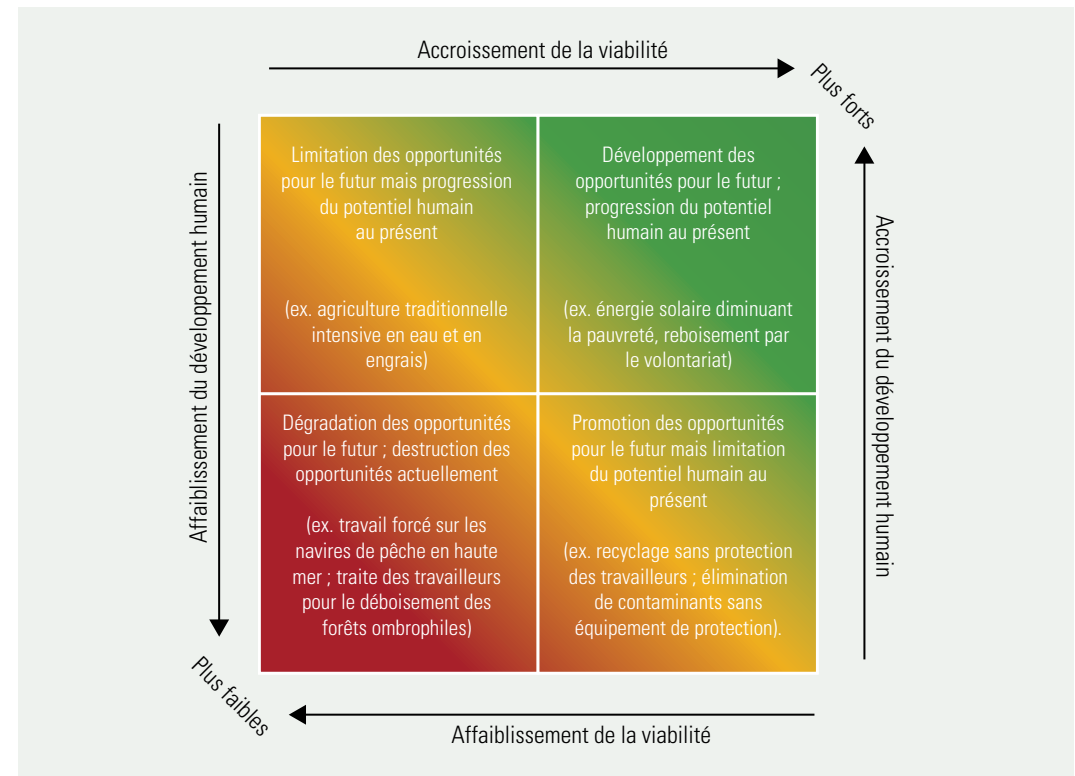 Accroissement de la viabilité
Plus forts
Affaiblissement du développement humain
Limitation des opportunités
pour le futur mais progression
du potentiel humain
au présent
(ex. agriculture traditionnelle
intensive en eau et en
engrais)
Développement des
opportunités pour le futur ;
progression du potentiel
humain au présent
(ex. énergie solaire diminuant
la pauvreté, reboisement par
le volontariat)
Accroissement du développement humain
Dégradation des opportunités
pour le futur ; destruction des
opportunités actuellement
(ex. travail forcé sur les
navires de pêche en haute
mer ; traite des travailleurs
pour le déboisement des
forêts ombrophiles)
Promotion des opportunités
pour le futur mais limitation
du potentiel humain au
présent
(ex. recyclage sans protection
des travailleurs ; élimination
de contaminants sans
équipement de protection).
Plus faibles
Affaiblissement de la viabilité